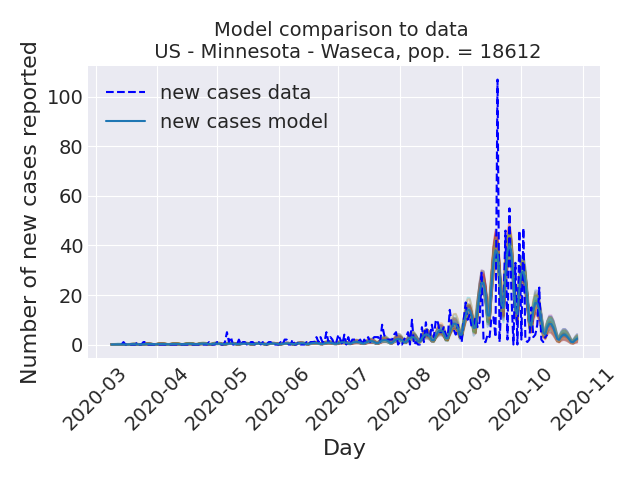 Model comparison to data
US - Minnesota - Waseca, pop. = 18612
Number of new cases reported
100
80
60
40
20
0
new cases data
new cases model
2020-03
2020-04
2020-05
2020-06
2020-07
2020-08
2020-09
2020-10
2020-11
Day